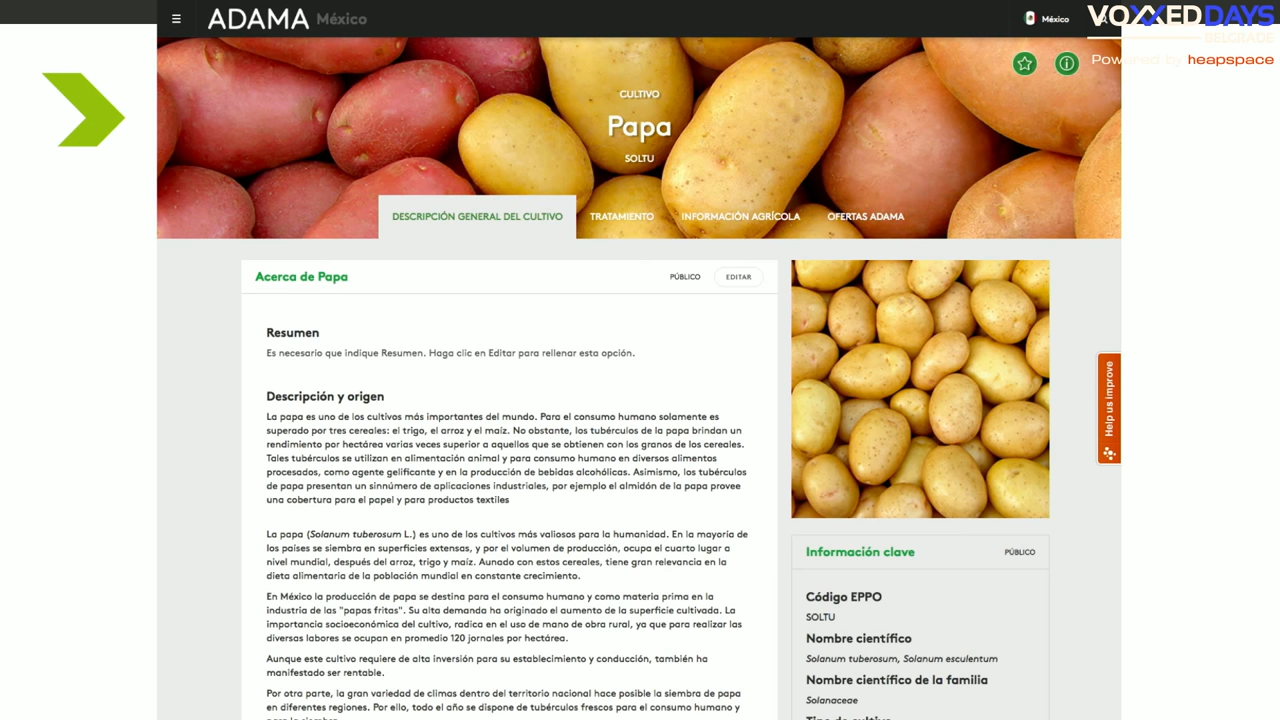 ☰ ADAMA México
México
VOXXEDDAYS
BELGRADE
Powered by heapspace
CULTIVO
Papa
SOLTU
DESCRIPCIÓN GENERAL DEL CULTIVO TRATAMIENTO INFORMACIÓN AGRÍCOLA OFERTAS ADAMA
Acerca de Papa PÚBLICO EDITAR
Resumen
Es necesario que indique Resumen. Haga clic en Editar para rellenar esta opción.
Descripción y origen
La papa es uno de los cultivos más importantes del mundo. Para el consumo humano solamente es
superado por tres cereales: el trigo, el arroz y el maíz. No obstante, los tubérculos de la papa brindan un
rendimiento por hectárea varias veces superior a aquellos que se obtienen con los granos de los cereales.
Tales tubérculos se utilizan en alimentación animal y para consumo humano en diversos alimentos
procesados, como agente gelificante y en la producción de bebidas alcohólicas. Asimismo, los tubérculos
de papa presentan un sinnúmero de aplicaciones industriales, por ejemplo el almidón de la papa provee
una cobertura para el papel y para productos textiles
La papa (Solanum tuberosum L.) es uno de los cultivos más valiosos para la humanidad. En la mayoría de
los países se siembra en superficies extensas, y por el volumen de producción, ocupa el cuarto lugar a
nivel mundial, después del arroz, trigo y maíz. Aunado con estos cereales, tiene gran relevancia en la
dieta alimentaria de la población mundial en constante crecimiento.
En México la producción de papa se destina para el consumo humano y como materia prima en la
industria de las "papas fritas". Su alta demanda ha originado el aumento de la superficie cultivada. La
importancia socioeconómica del cultivo, radica en el uso de mano de obra rural, ya que para realizar las
diversas labores se ocupan en promedio 120 jornales por hectárea.
Aunque este cultivo requiere de alta inversión para su establecimiento y conducción, también ha
manifestado ser rentable.
Por otra parte, la gran variedad de climas dentro del territorio nacional hace posible la siembra de papa
en diferentes regiones. Por ello, todo el año se dispone de tubérculos frescos para el consumo humano y
para la siembra.
Help us improve
Información clave PÚBLICO
Código EPPO
SOLTU
Nombre científico
Solanum tuberosum, Solanum esculentum
Nombre científico de la familia
Solanaceae
Tipo de cultivo